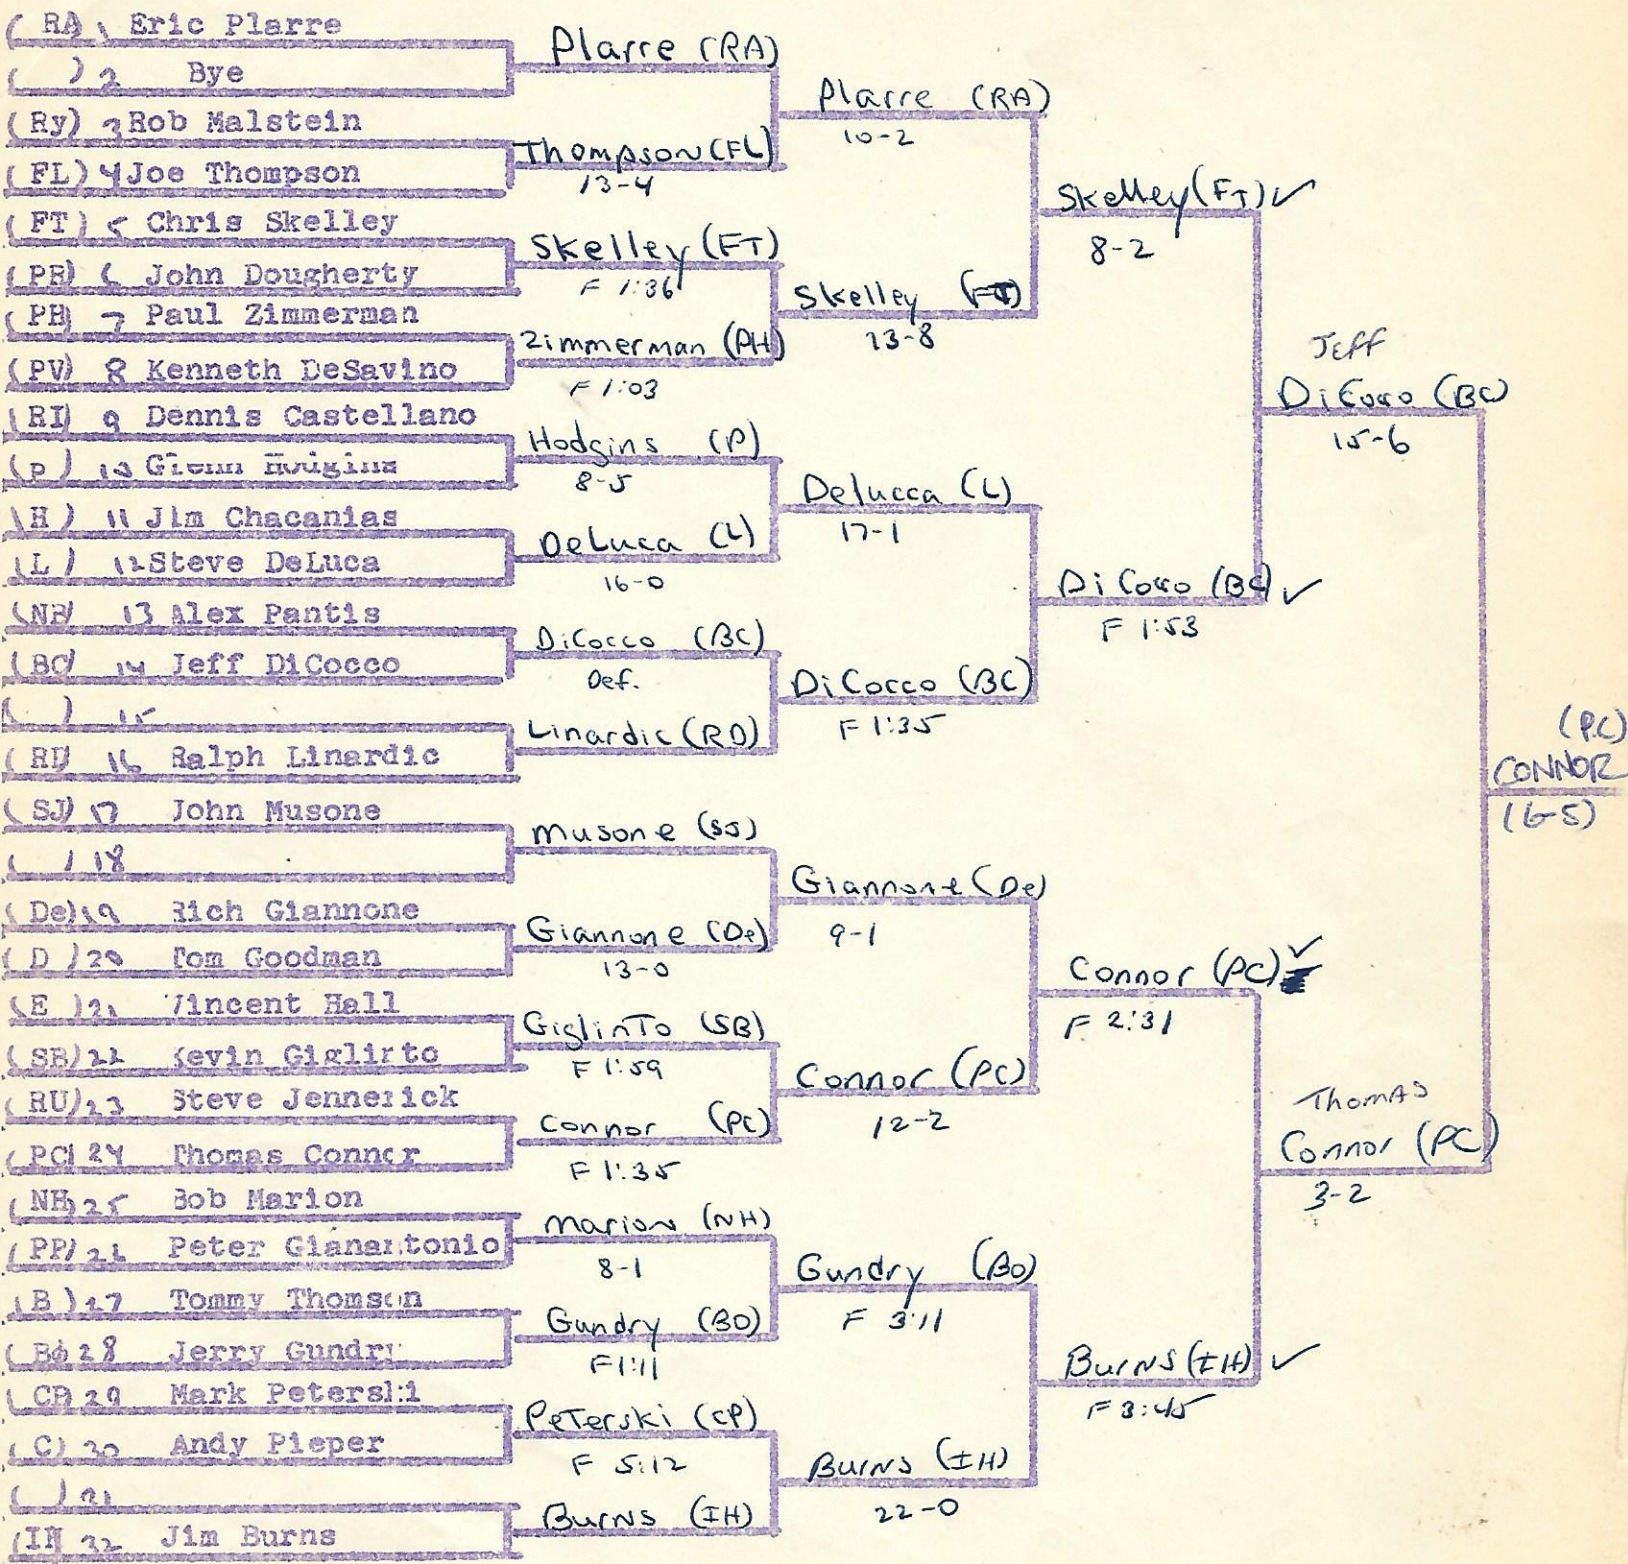 (RA) 1 Eric Plarre
( ) 2 Bye
(Ry) 3 Rob Malstein
(FL) 4 Joe Thompson
(FT) 5 Chris Skelley
(PB) 6 John Dougherty
(PH) 7 Paul Zimmerman
(PV) 8 Kenneth DeSavino
(RI) 9 Dennis Castellano
(P) 10 Glenn Hodgins
(H) 11 Jim Chacanias
(L) 12 Steve DeLuca
(NB) 13 Alex Pantis
(BC) 14 Jeff DiCocco
( ) 15
16 Ralph Linardic
(SJ) 17 John Musone
( ) 18
(De) 19 Rich Giannone
(D) 20 Tom Goodman
(E) 21 Vincent Hall
(SB) 22 Kevin Giglinto
(RU) 23 Steve Jennerick
(PC) 24 Thomas Connor
(NH) 25 Bob Marion
(PP) 26 Peter Gianantonio
(B) 27 Tommy Thomson
(Bo) 28 Jerry Gundry
(CP) 29 Mark Peterski
(C) 30 Andy Pieper
( ) 31
(IH) 32 Jim Burns
Plarre (RA)
Thompson (FL)
13-4
Skelley (FT)
F 1:36
Zimmerman (PH)
F 1:03
Hodgins (P)
8-5
DeLuca (L)
16-0
DiCocco (BC)
Def.
Linardic (RD)
Musone (SJ)
Giannone (De)
13-0
Giglinto (SB)
F 1:59
Connor (PC)
F 1:35
Marion (NH)
8-1
Gundry (BO)
F 1:11
Peterski (CP)
F 5:12
Burns (IH)
Plarre (RA)
10-2
Skelley (FT)
13-8
Delucca (L)
17-1
DiCocco (BC)
F 1:35
Giannone (De)
9-1
Connor (PC)
12-2
Gundry (Bo)
F 3:11
Burns (IH)
22-0
Skelley (FT) ✓
8-2
DiCocco (BC) ✓
F 1:53
Connor (PC) ✓
F 2:31
Burns (IH) ✓
F 3:45
Jeff
DiCocco (BC)
15-6
Thomas
Connor (PC)
3-2
(P.C)
CONNOR
(6-5)